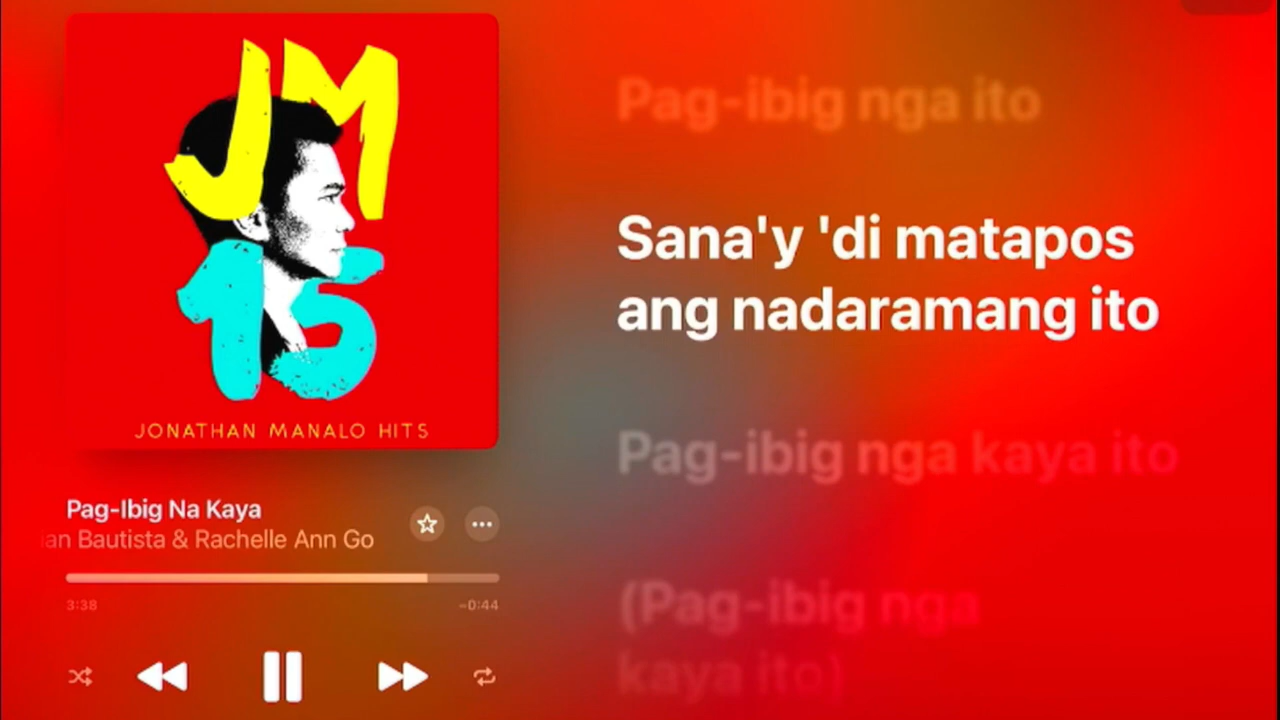 JM
15
JONATHAN MANALO HITS
Pag-Ibig Na Kaya
an Bautista & Rachelle Ann Go
3:38
-0:44
Pag-ibig nga ito
Sana'y 'di matapos
ang nadaramang ito
Pag-ibig nga kaya ito
(Pag-ibig nga
kaya ito)